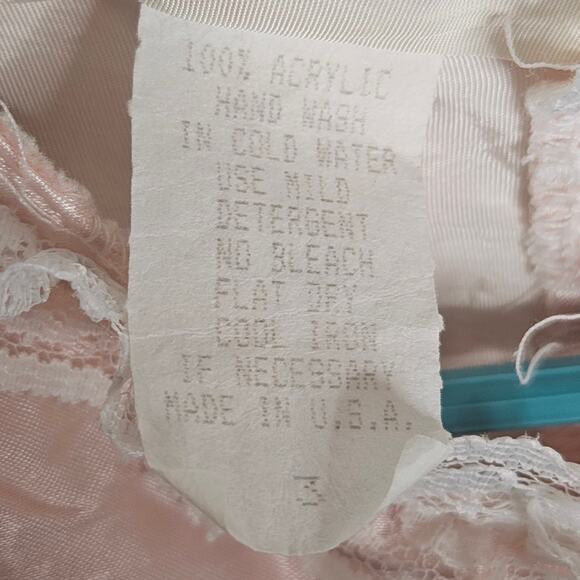 100% ACRYLIC
HAND WASH
IN COLD WATER
USE MILD
DETERGENT
NO BLEACH
FLAT DRY
COOL IRON
IF NECESSARY
MADE IN U.S.A.
3